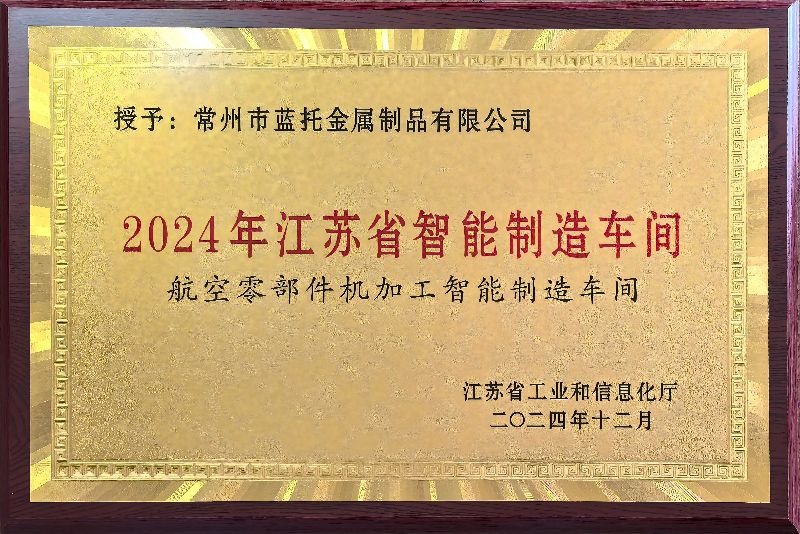 授予：常州市蓝托金属制品有限公司
2024年江苏省智能制造车间
航空零部件机加工智能制造车间
江苏省工业和信息化厅
二〇二四年十二月